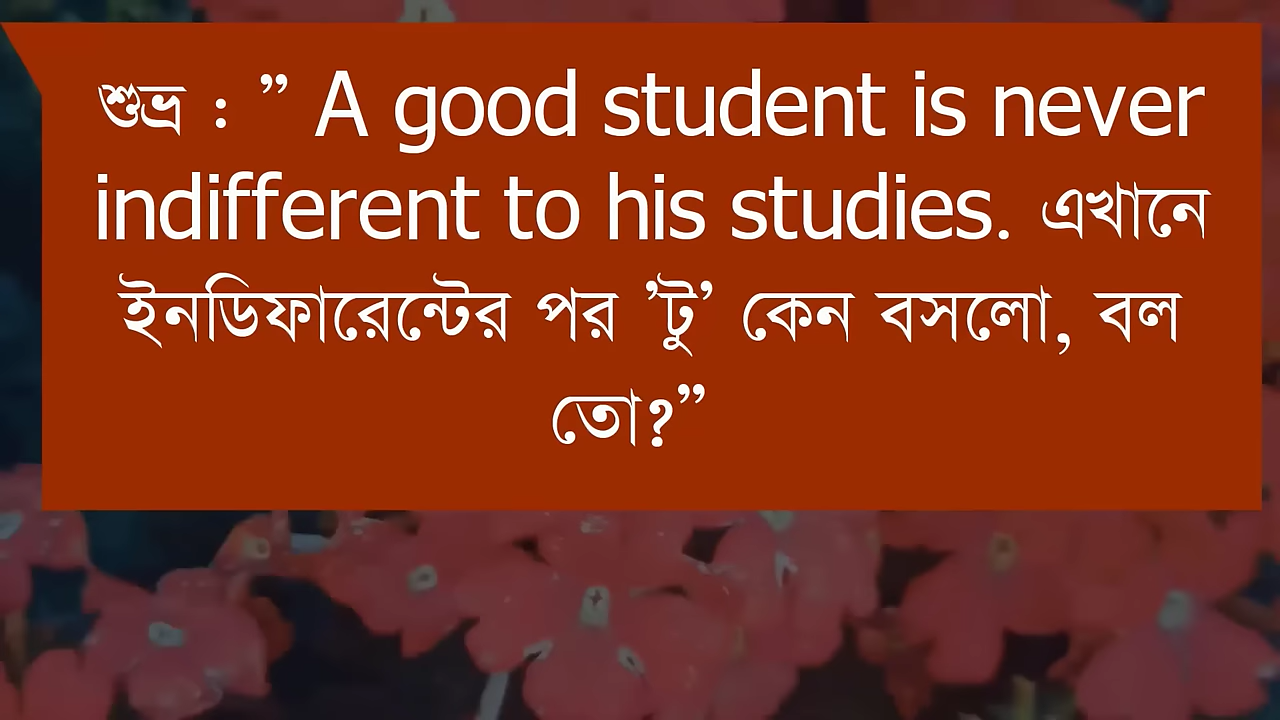 শুভ্র : ” A good student is never
indifferent to his studies. এখানে
ইনডিফারেন্টের পর ’টু’ কেন বসলো, বল
তো?”